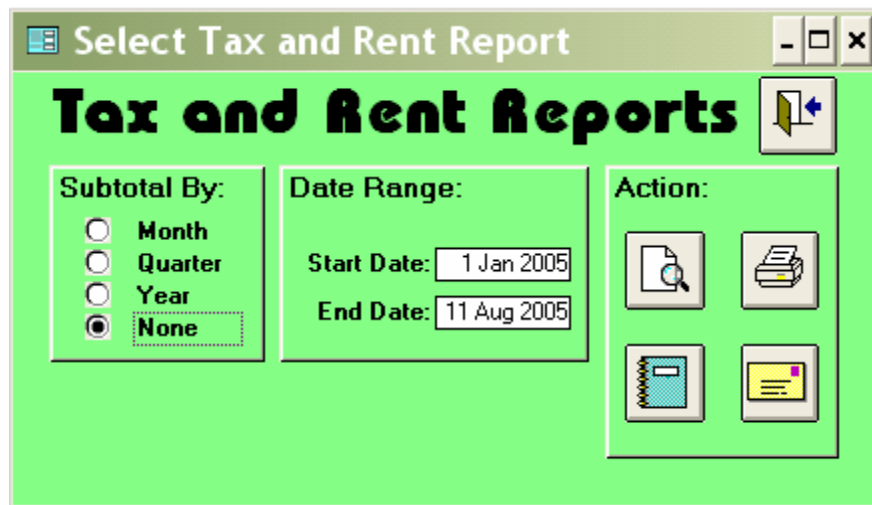 Select Tax and Rent Report
Tax and Rent Reports
Subtotal By:
Month
Quarter
Year
None
Date Range:
Start Date: 1 Jan 2005
End Date: 11 Aug 2005
Action: